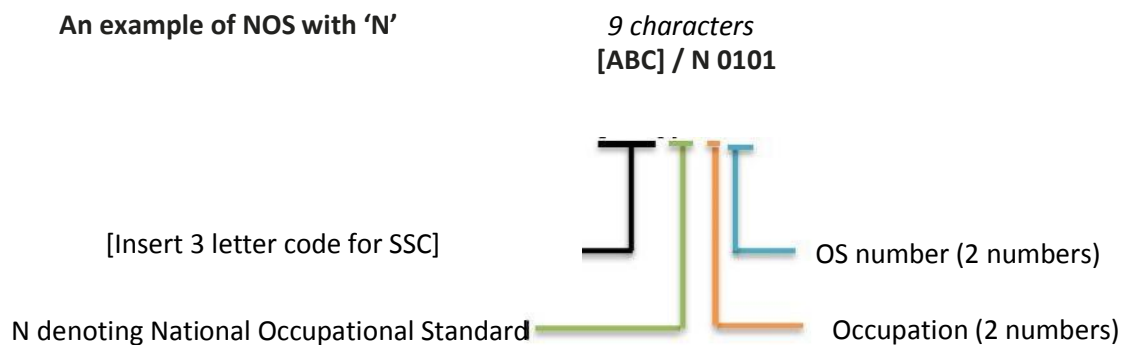 An example of NOS with ‘N’
9 characters
[ABC] / N 0101
[Insert 3 letter code for SSC]
OS number (2 numbers)
N denoting National Occupational Standard
Occupation (2 numbers)